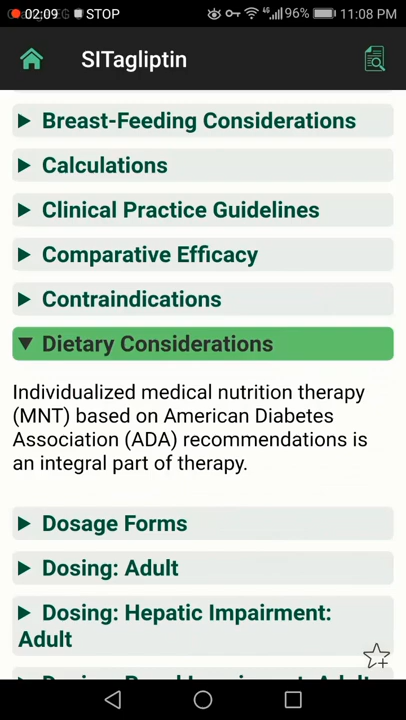 02:09 STOP 4G 96% 11:08 PM
SITagliptin
Breast-Feeding Considerations
Calculations
Clinical Practice Guidelines
Comparative Efficacy
Contraindications
Dietary Considerations
Individualized medical nutrition therapy
(MNT) based on American Diabetes
Association (ADA) recommendations is
an integral part of therapy.
Dosage Forms
Dosing: Adult
Dosing: Hepatic Impairment:
Adult